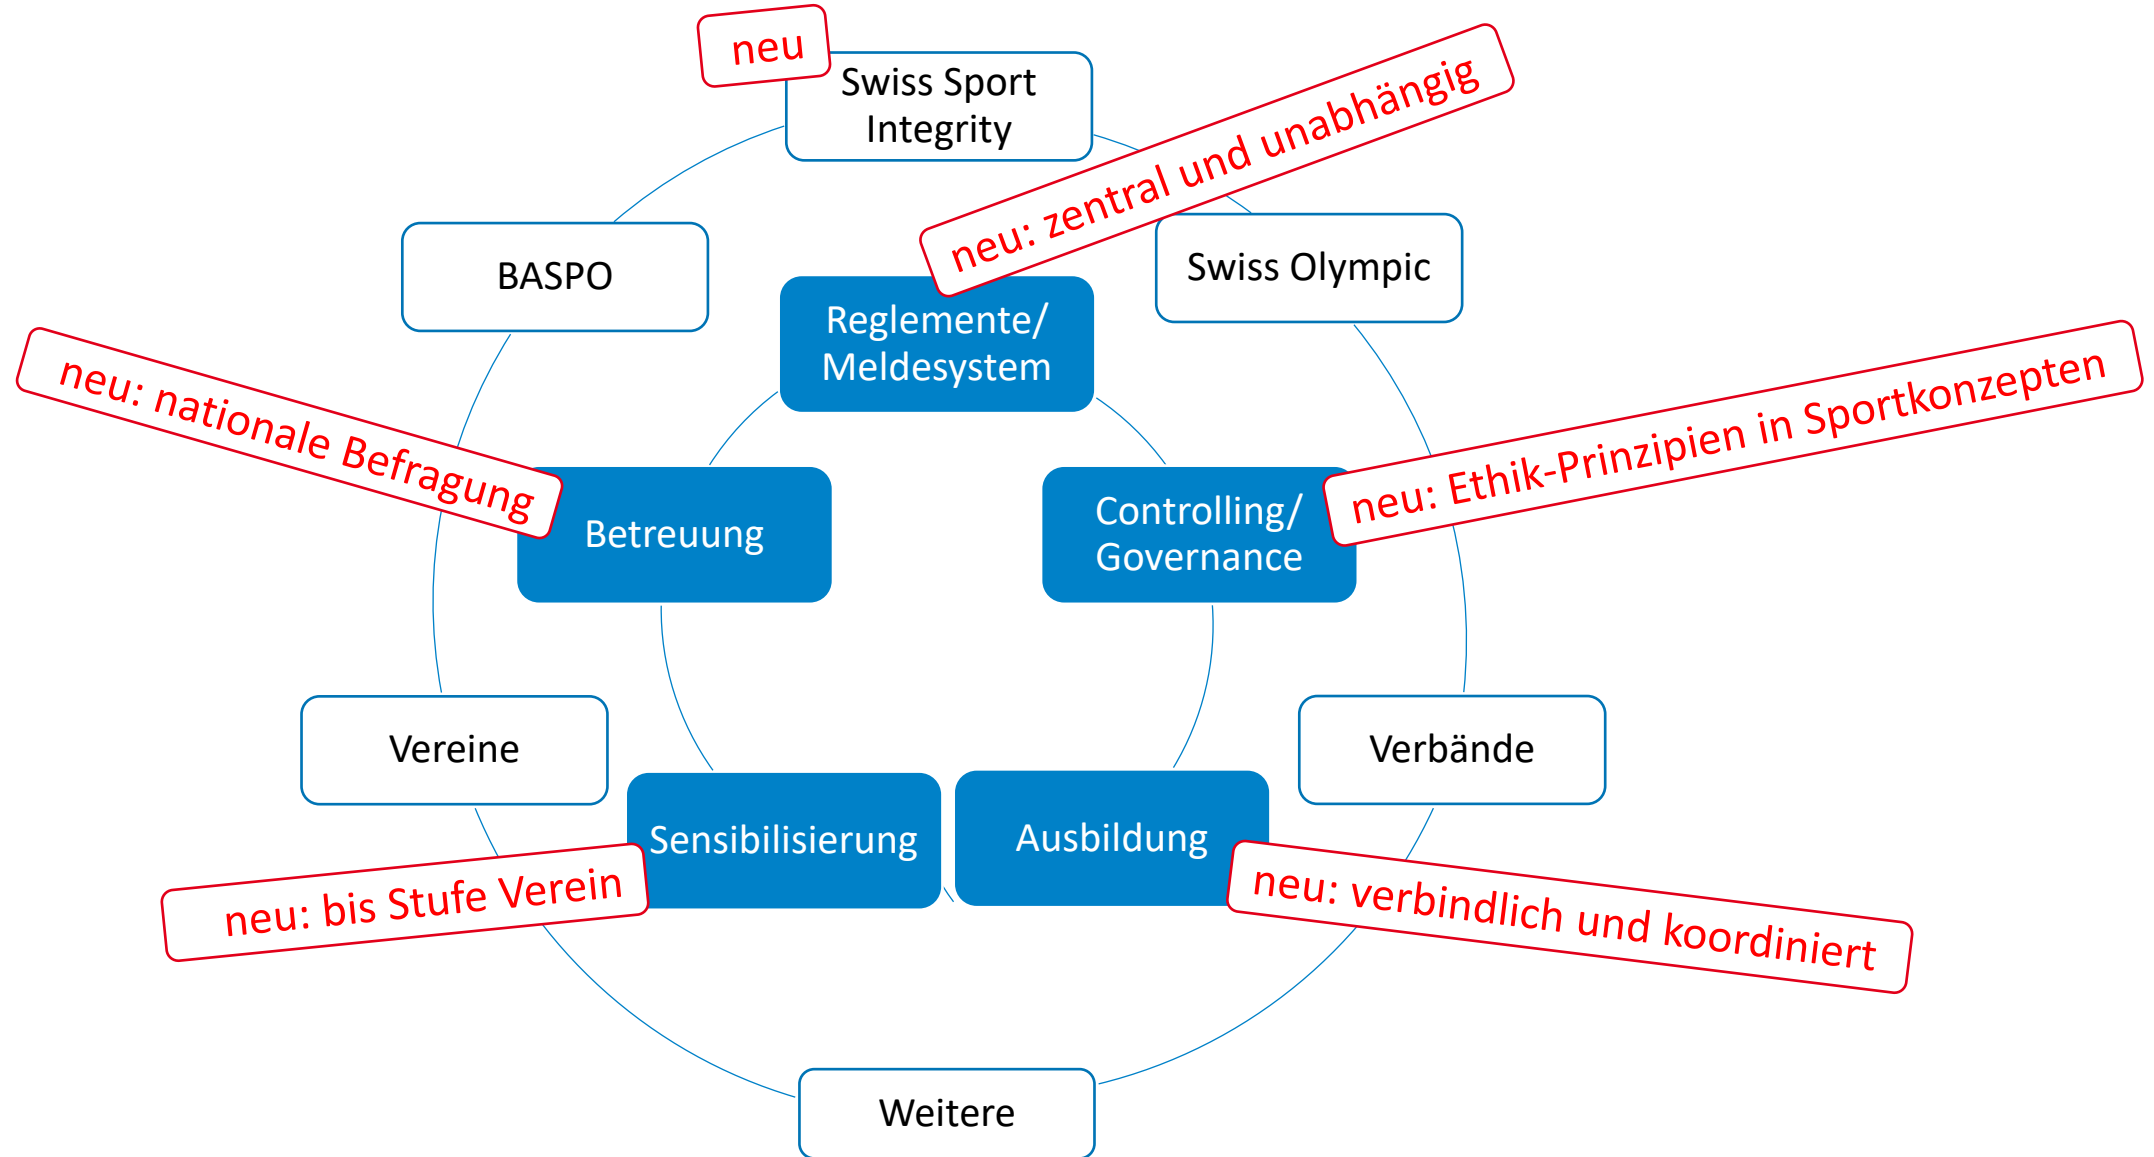 neu
Swiss Sport
Integrity
neu: zentral und unabhängig
BASPO
Swiss Olympic
Reglemente/
Meldesystem
neu: nationale Befragung
neu: Ethik-Prinzipien in Sportkonzepten
Betreuung
Controlling/
Governance
Vereine
Verbände
Sensibilisierung
Ausbildung
neu: bis Stufe Verein
neu: verbindlich und koordiniert
Weitere